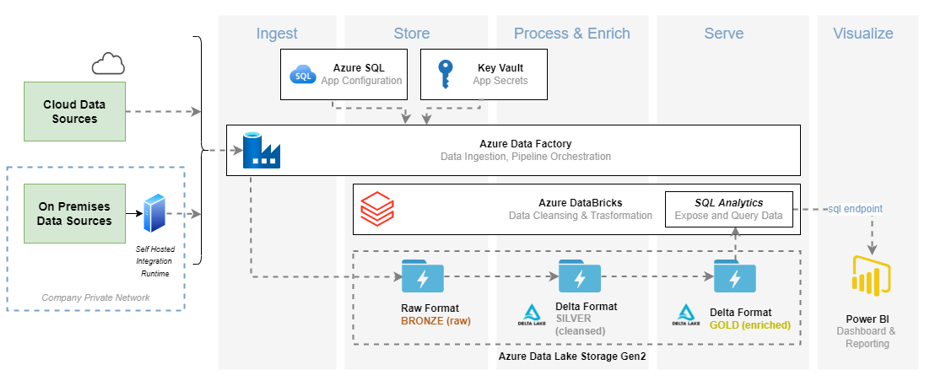 Ingest
Store
Process & Enrich
Serve
Visualize
Azure SQL
App Configuration
SQL
Key Vault
App Secrets
Cloud Data
Sources
Azure Data Factory
Data Ingestion, Pipeline Orchestration
On Premises
Data Sources
Self Hosted
Integration
Runtime
Company Private Network
Azure DataBricks
Data Cleansing & Trasformation
SQL Analytics
Expose and Query Data
sql endpoint
Raw Format
BRONZE (raw)
DELTA LAKE
Delta Format
SILVER
(cleansed)
DELTA LAKE
Delta Format
GOLD (enriched)
Power BI
Dashboard &
Reporting
Azure Data Lake Storage Gen2